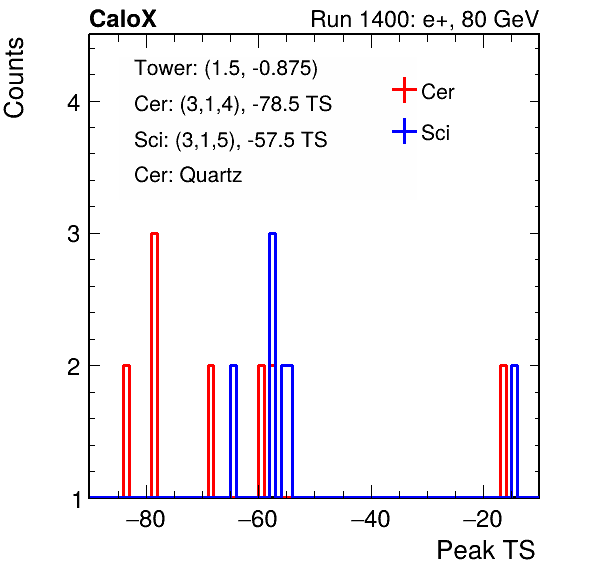 CaloX Run 1400: e+, 80 GeV
Counts
Tower: (1.5, -0.875)
Cer: (3,1,4), -78.5 TS
Sci: (3,1,5), -57.5 TS
Cer: Quartz
Cer
Sci
4
3
2
1
−80 −60 −40 −20
Peak TS